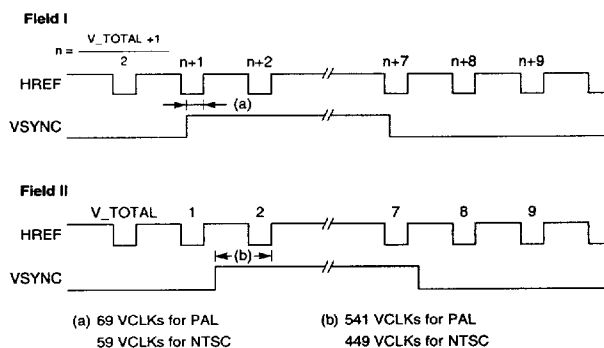 Field I
n = V_TOTAL +1
2
n+1 n+2 n+7 n+8 n+9
HREF
(a)
VSYNC
Field II
V_TOTAL 1 2 7 8 9
HREF
(b)
VSYNC
(a) 69 VCLKs for PAL (b) 541 VCLKs for PAL
59 VCLKs for NTSC 449 VCLKs for NTSC